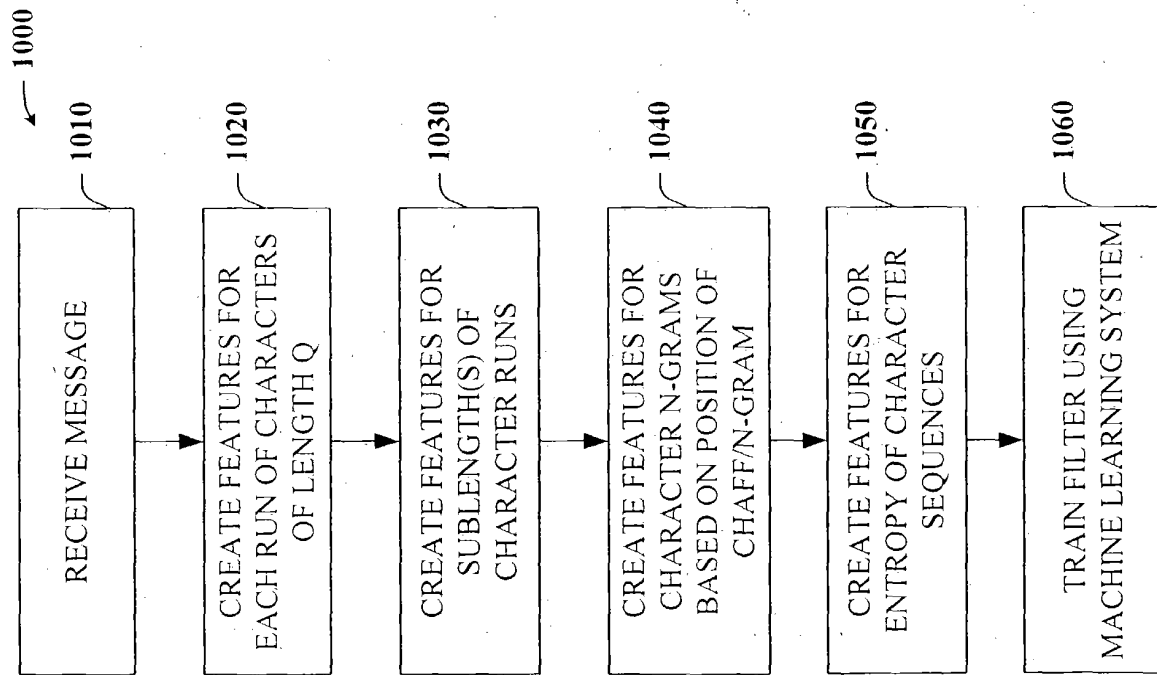 1000
1010
RECEIVE MESSAGE
1020
CREATE FEATURES FOR
EACH RUN OF CHARACTERS
OF LENGTH Q
1030
CREATE FEATURES FOR
SUBLENGTH(S) OF
CHARACTER RUNS
1040
CREATE FEATURES FOR
CHARACTER N-GRAMS
BASED ON POSITION OF
CHAFF/N-GRAM
1050
CREATE FEATURES FOR
ENTROPY OF CHARACTER
SEQUENCES
1060
TRAIN FILTER USING
MACHINE LEARNING SYSTEM